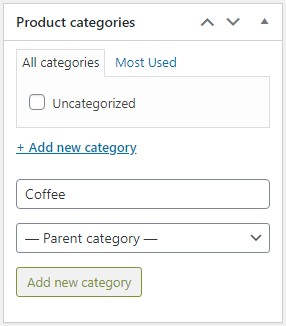 Product categories
All categories Most Used
Uncategorized
+ Add new category
Coffee
— Parent category —
Add new category